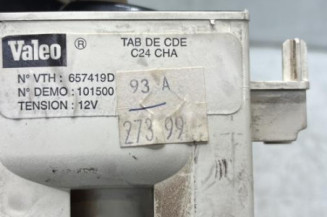 Valeo ® TAB DE CDE
C24 CHA
N° VTH : 657419D
N° DEMO : 101500
TENSION : 12V
93 A
273 99